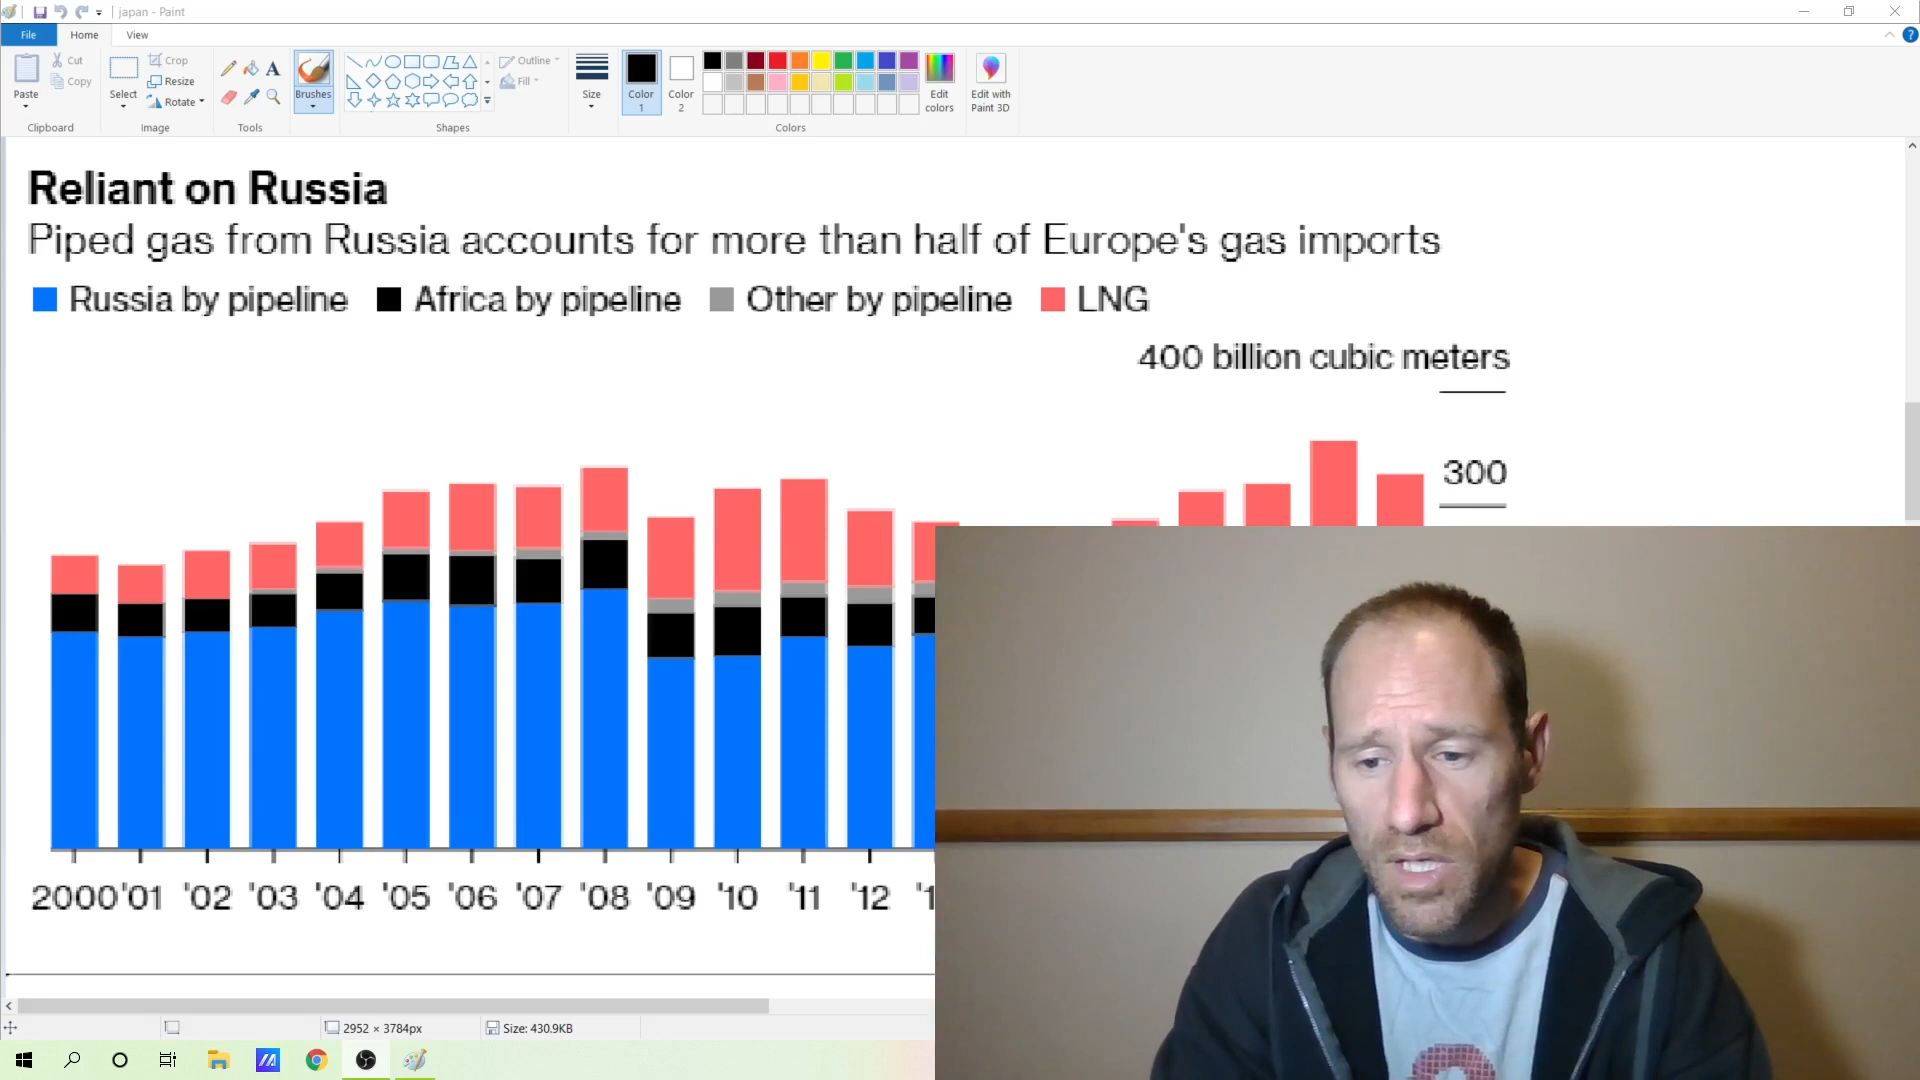 japan - Paint
File Home View
Paste
Cut
Copy
Clipboard
Select
Crop
Resize
Rotate
Image
A
Tools
Brushes
Outline
Fill
Shapes
Size
Color 1
Color 2
Edit colors
Colors
Edit with Paint 3D
Reliant on Russia
Piped gas from Russia accounts for more than half of Europe's gas imports
Russia by pipeline Africa by pipeline Other by pipeline LNG
400 billion cubic meters
300
2000 '01 '02 '03 '04 '05 '06 '07 '08 '09 '10 '11 '12 '1
2952 × 3784px Size: 430.9KB